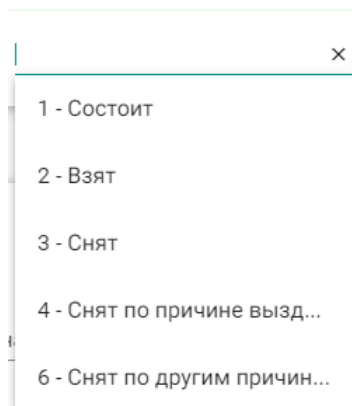 1 - Состоит
2 - Взят
3 - Снят
4 - Снят по причине вызд...
6 - Снят по другим причин...